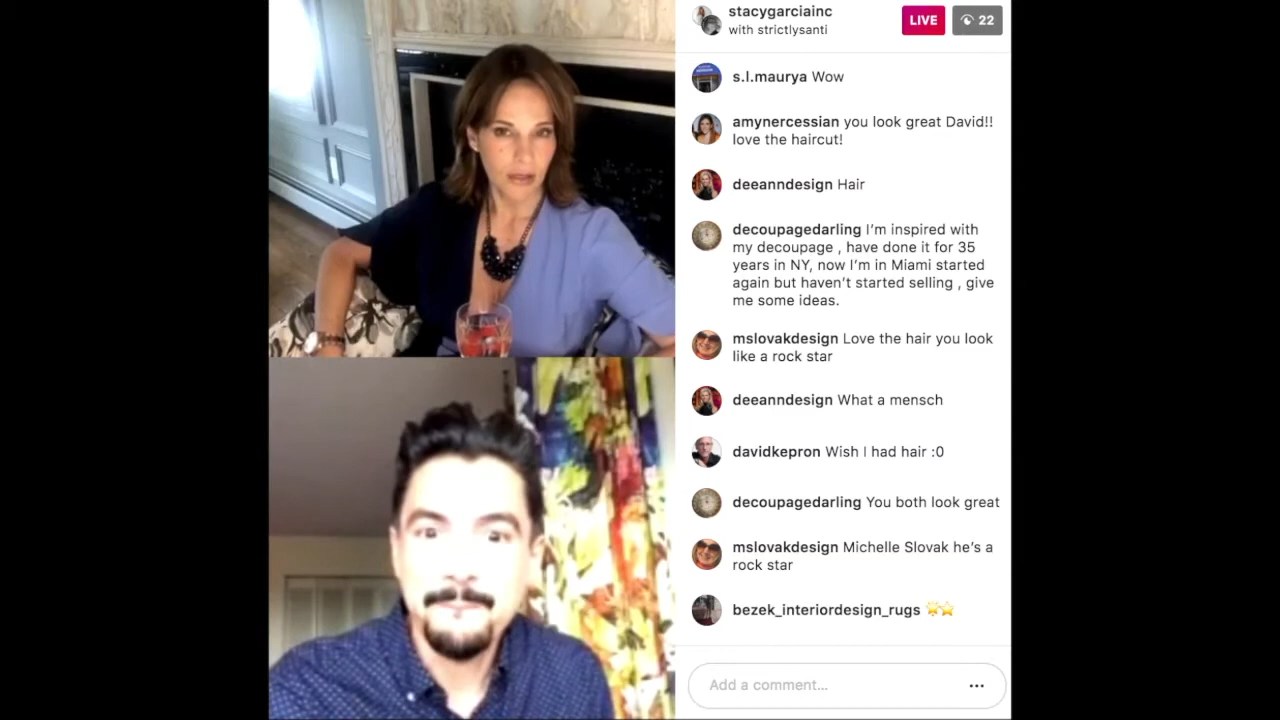 stacygarciainc
with strictlysanti
LIVE
22
s.l.maurya Wow
amynercessian you look great David!!
love the haircut!
deeanndesign Hair
decoupagedarling I'm inspired with
my decoupage , have done it for 35
years in NY, now I'm in Miami started
again but haven't started selling , give
me some ideas.
mslovakdesign Love the hair you look
like a rock star
deeanndesign What a mensch
davidkepron Wish I had hair :0
decoupagedarling You both look great
mslovakdesign Michelle Slovak he's a
rock star
bezek_interiordesign_rugs 🌟⭐
Add a comment...